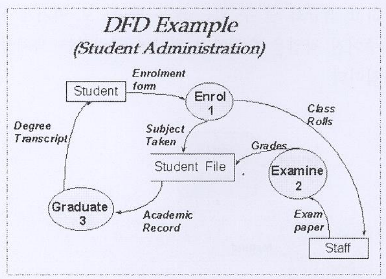 DFD Example
(Student Administration)
Enrolment
form
Student
Enrol
1
Class
Rolls
Degree
Transcript
Subject
Taken
Grades
Student File
Examine
2
Graduate
3
Academic
Record
Exam
paper
Staff